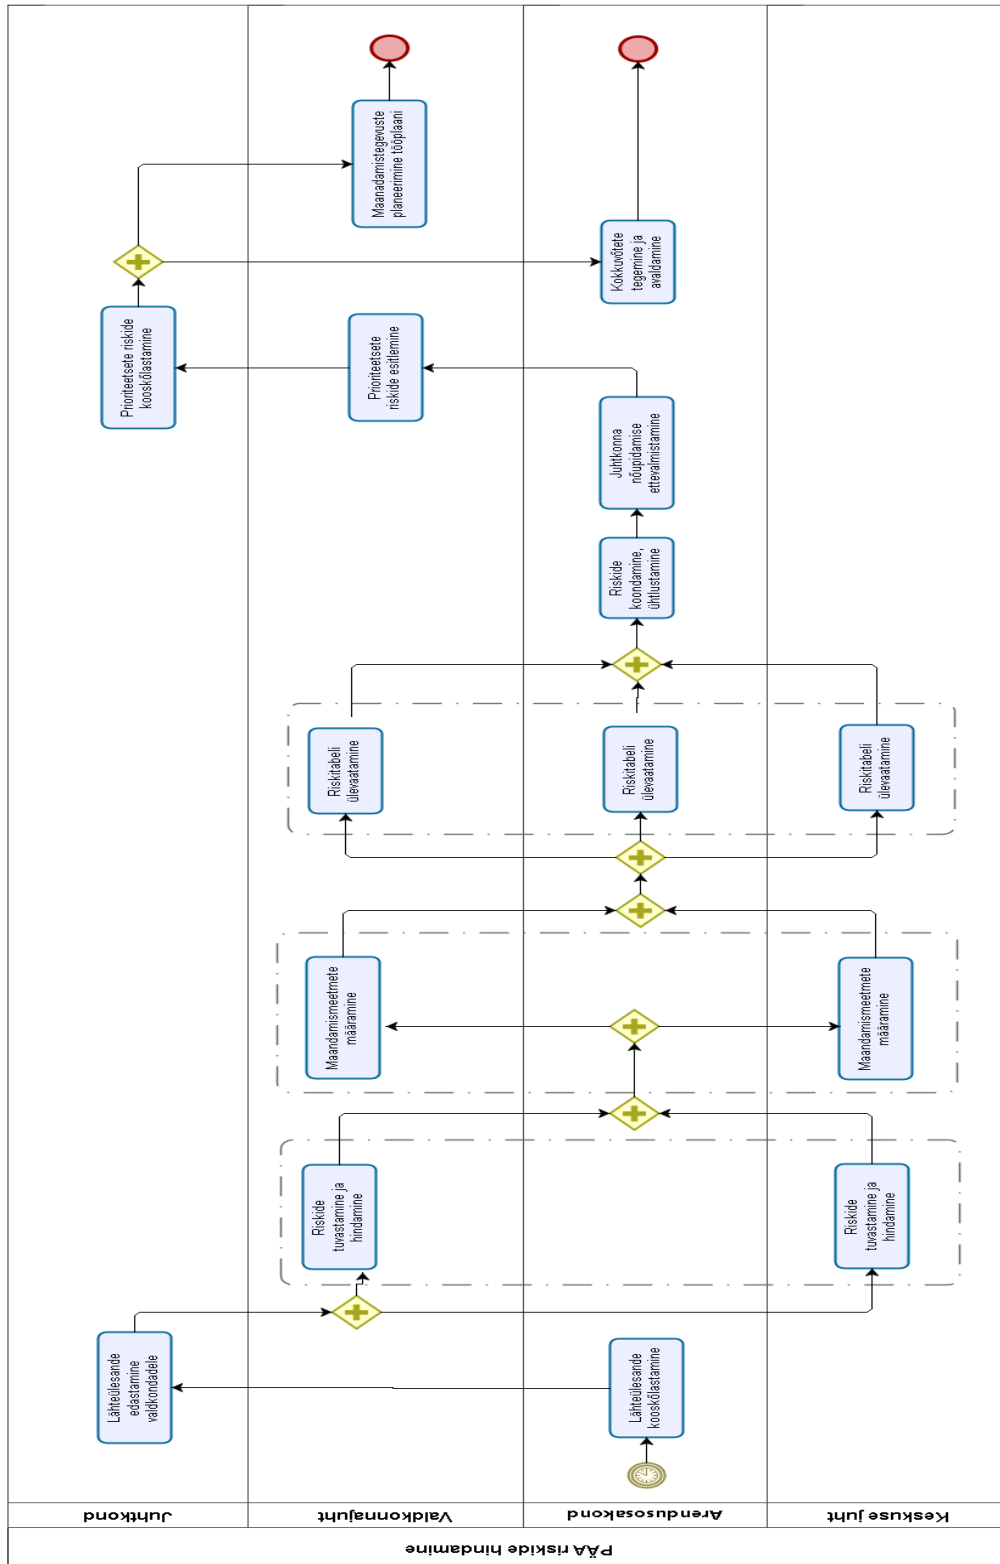 PÄÄ riskide hindamine
Juhtkond
Valdkonnajuht
Arendusosakond
Keskuse juht
Lähteülesande
kooskõlastamine
Lähteülesande
edastamine
valdkondadele
Riskide
tuvastamine ja
hindamine
Riskide
tuvastamine ja
hindamine
Maandamismeetmete
määramine
Maandamismeetmete
määramine
Riskitabeli
ülevaatamine
Riskitabeli
ülevaatamine
Riskitabeli
ülevaatamine
Riskide
koondamine,
ühtlustamine
Juhtkonna
nõupidamise
ettevalmistamine
Prioriteetsete
riskide esitlemine
Prioriteetsete riskide
kooskõlastamine
Maanadamistegevuste
planeerimine tööplaani
Kokkuvõtete
tegemine ja
avaldamine